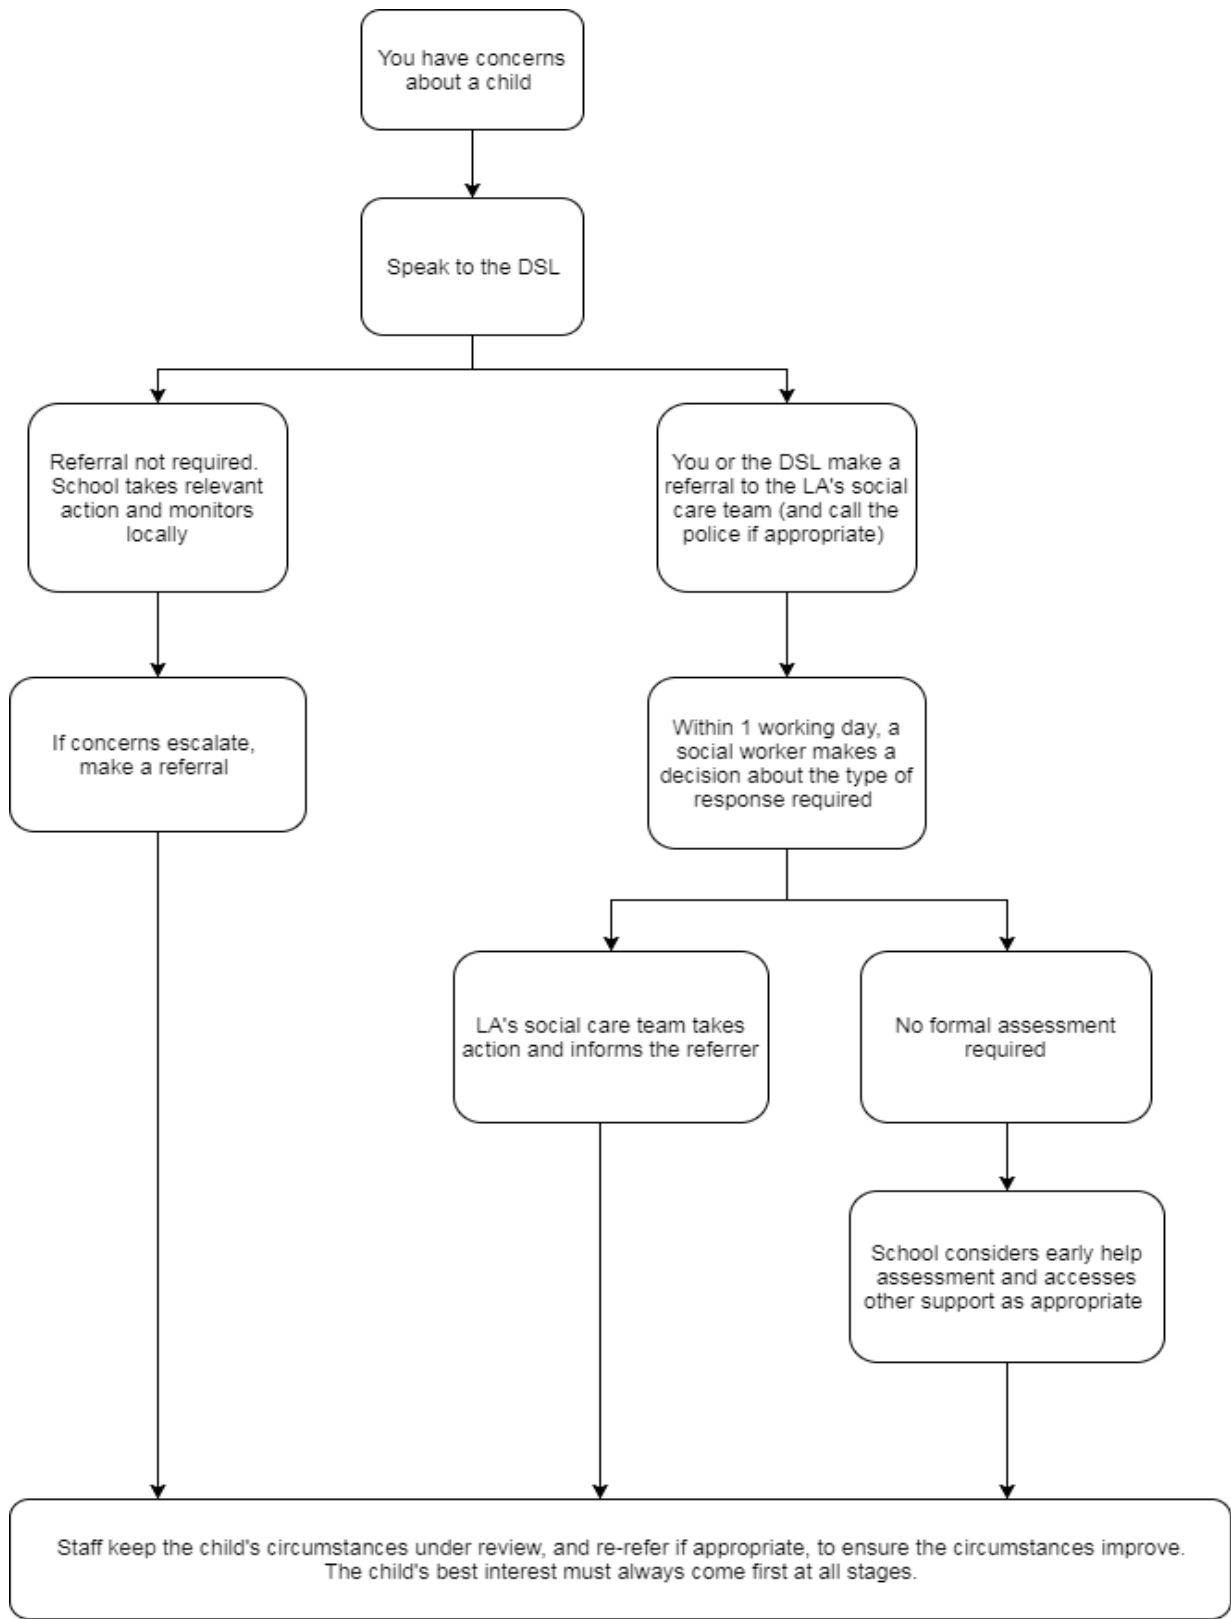 You have concerns
about a child
Speak to the DSL
Referral not required.
School takes relevant
action and monitors
locally
You or the DSL make a
referral to the LA's social
care team (and call the
police if appropriate)
If concerns escalate,
make a referral
Within 1 working day, a
social worker makes a
decision about the type of
response required
LA's social care team takes
action and informs the referrer
No formal assessment
required
School considers early help
assessment and accesses
other support as appropriate
Staff keep the child's circumstances under review, and re-refer if appropriate, to ensure the circumstances improve.
The child's best interest must always come first at all stages.